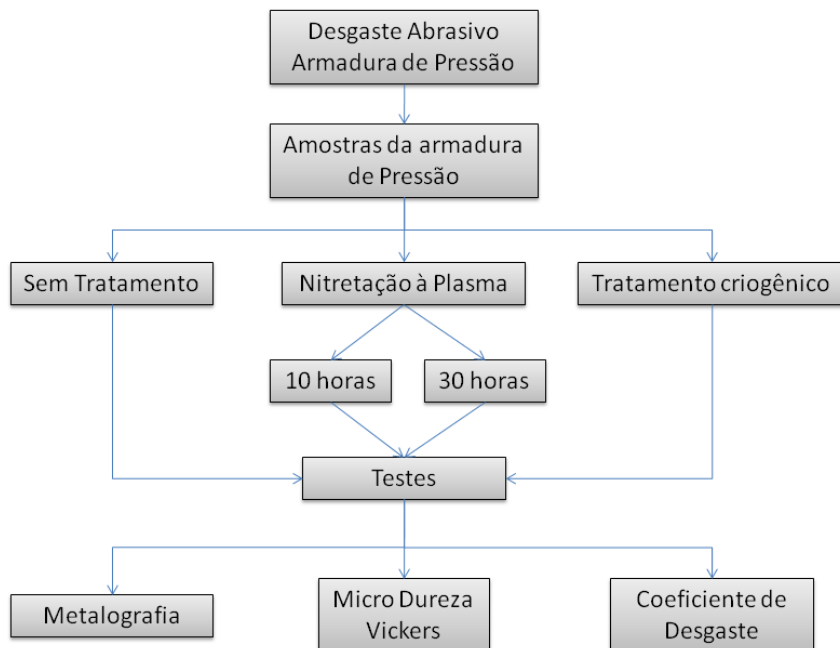 Desgaste Abrasivo
Armadura de Pressão
Amostras da armadura
de Pressão
Sem Tratamento
Nitretação à Plasma
Tratamento criogênico
10 horas
30 horas
Testes
Metalografia
Micro Dureza
Vickers
Coeficiente de
Desgaste